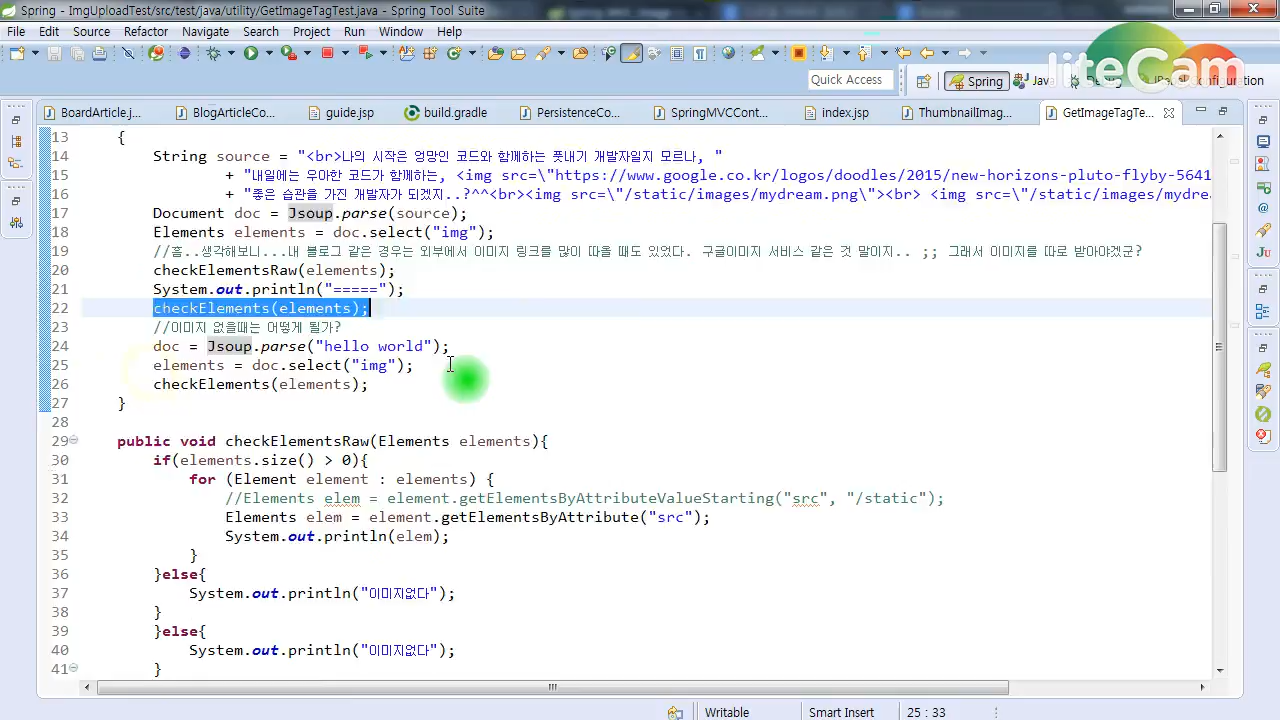 Spring - ImgUploadTest/src/test/java/utility/GetImageTagTest.java - Spring Tool Suite
File Edit Source Refactor Navigate Search Project Run Window Help
liteCam
Quick Access
Spring Java Debug Configuration
BoardArticle.j... BlogArticleCo... guide.jsp build.gradle PersistenceCo... SpringMVCCont... index.jsp ThumbnailImag... GetImageTagTe...
13 {
14 String source = "<br>나의 시작은 엉망인 코드와 함께하는 풋내기 개발자일지 모르나, "
15 + "내일에는 우아한 코드가 함께하는, <img src=\"https://www.google.co.kr/logos/doodles/2015/new-horizons-pluto-flyby-5641
16 + "좋은 습관을 가진 개발자가 되겠지..?^^<br><img src=\"/static/images/mydream.png\"><br> <img src=\"/static/images/mydre
17 Document doc = Jsoup.parse(source);
18 Elements elements = doc.select("img");
19 //흠..생각해보니...내 블로그 같은 경우는 외부에서 이미지 링크를 많이 따올 때도 있었다. 구글이미지 서비스 같은 것 말이지.. ;; 그래서 이미지를 따로 받아야겠군?
20 checkElementsRaw(elements);
21 System.out.println("=====");
22 checkElements(elements);
23 //이미지 없을때는 어떻게 될가?
24 doc = Jsoup.parse("hello world");
25 elements = doc.select("img");
26 checkElements(elements);
27 }
28
29 public void checkElementsRaw(Elements elements){
30 if(elements.size() > 0){
31 for (Element element : elements) {
32 //Elements elem = element.getElementsByAttributeValueStarting("src", "/static");
33 Elements elem = element.getElementsByAttribute("src");
34 System.out.println(elem);
35 }
36 }else{
37 System.out.println("이미지없다");
38 }
39 }else{
40 System.out.println("이미지없다");
41 }
Writable Smart Insert 25 : 33